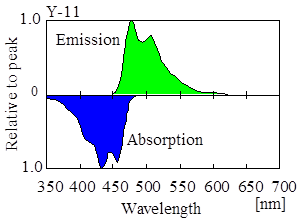 Y-11
1.0
Emission
Relative to peak
0
Absorption
1.0
350 400 450 500 550 600 650 700
Wavelength [nm]